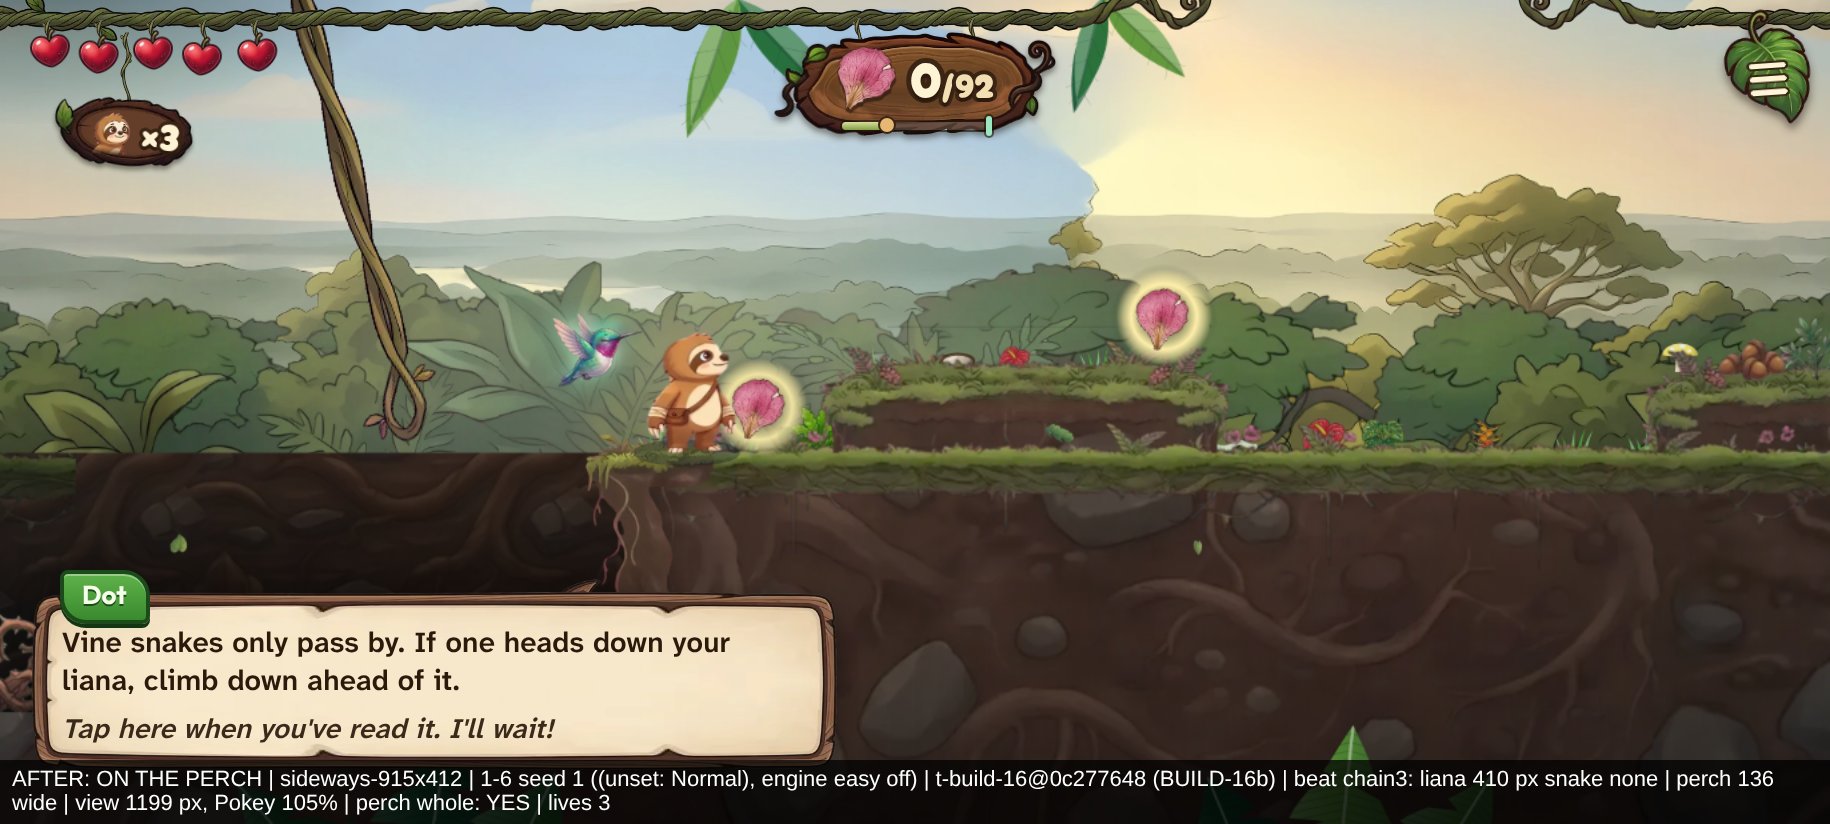 ×3
0/92
Dot
Vine snakes only pass by. If one heads down your
liana, climb down ahead of it.
Tap here when you've read it. I'll wait!
AFTER: ON THE PERCH | sideways-915x412 | 1-6 seed 1 ((unset: Normal), engine easy off) | t-build-16@0c277648 (BUILD-16b) | beat chain3: liana 410 px snake none | perch 136
wide | view 1199 px, Pokey 105% | perch whole: YES | lives 3